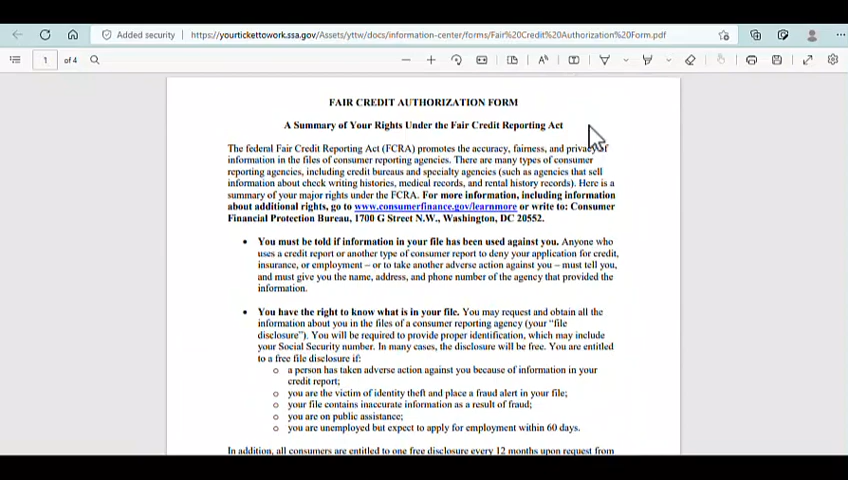 Added security
https://yourtickettowork.ssa.gov/Assets/yttw/docs/information-center/forms/Fair%20Credit%20Authorization%20Form.pdf
1 of 4
FAIR CREDIT AUTHORIZATION FORM
A Summary of Your Rights Under the Fair Credit Reporting Act
The federal Fair Credit Reporting Act (FCRA) promotes the accuracy, fairness, and privacy of
information in the files of consumer reporting agencies. There are many types of consumer
reporting agencies, including credit bureaus and specialty agencies (such as agencies that sell
information about check writing histories, medical records, and rental history records). Here is a
summary of your major rights under the FCRA. For more information, including information
about additional rights, go to www.consumerfinance.gov/learnmore or write to: Consumer
Financial Protection Bureau, 1700 G Street N.W., Washington, DC 20552.
• You must be told if information in your file has been used against you. Anyone who
uses a credit report or another type of consumer report to deny your application for credit,
insurance, or employment – or to take another adverse action against you – must tell you,
and must give you the name, address, and phone number of the agency that provided the
information.
• You have the right to know what is in your file. You may request and obtain all the
information about you in the files of a consumer reporting agency (your “file
disclosure”). You will be required to provide proper identification, which may include
your Social Security number. In many cases, the disclosure will be free. You are entitled
to a free file disclosure if:
o a person has taken adverse action against you because of information in your
credit report;
o you are the victim of identity theft and place a fraud alert in your file;
o your file contains inaccurate information as a result of fraud;
o you are on public assistance;
o you are unemployed but expect to apply for employment within 60 days.
In addition, all consumers are entitled to one free disclosure every 12 months upon request from